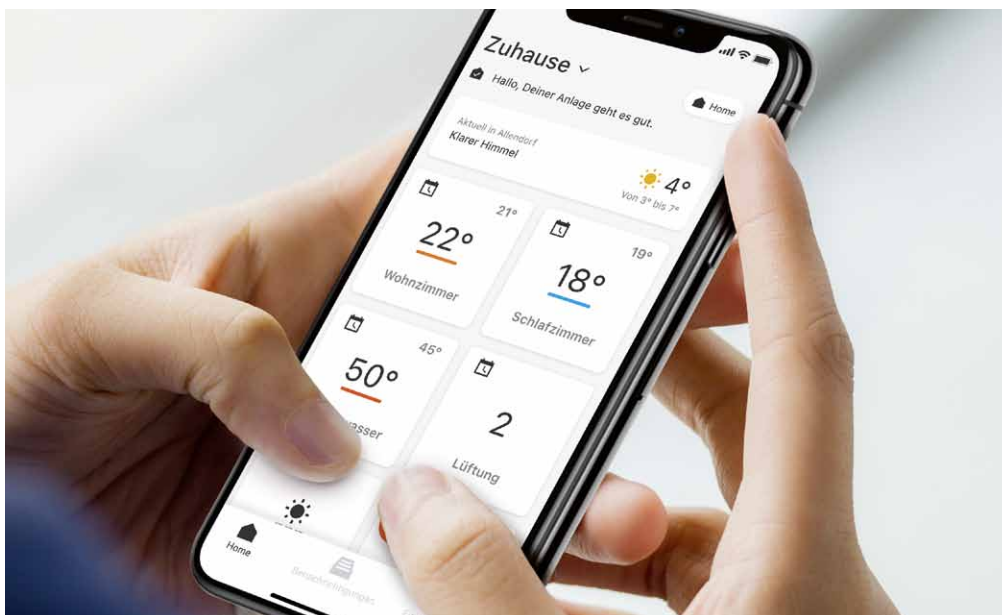 Zuhause
Hallo, Deiner Anlage geht es gut.
Home
Aktuell in Allendorf
Klarer Himmel
4°
Von 3° bis 7°
21°
22°
Wohnzimmer
19°
18°
Schlafzimmer
45°
50°
2
Lüftung
Home